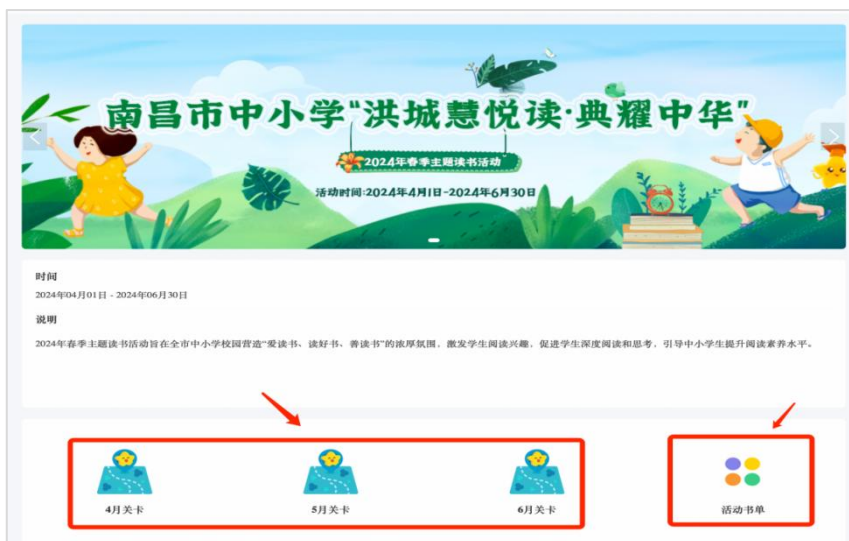 南昌市中小学“洪城慧悦读·典耀中华”
2024年春季主题读书活动
活动时间:2024年4月1日-2024年6月30日
时间
2024年04月01日 - 2024年06月30日
说明
2024年春季主题读书活动旨在全市中小学校园营造“爱读书、读好书、善读书”的浓厚氛围，激发学生阅读兴趣，促进学生深度阅读和思考，引导中小学生提升阅读素养水平。
4月关卡
5月关卡
6月关卡
活动书单